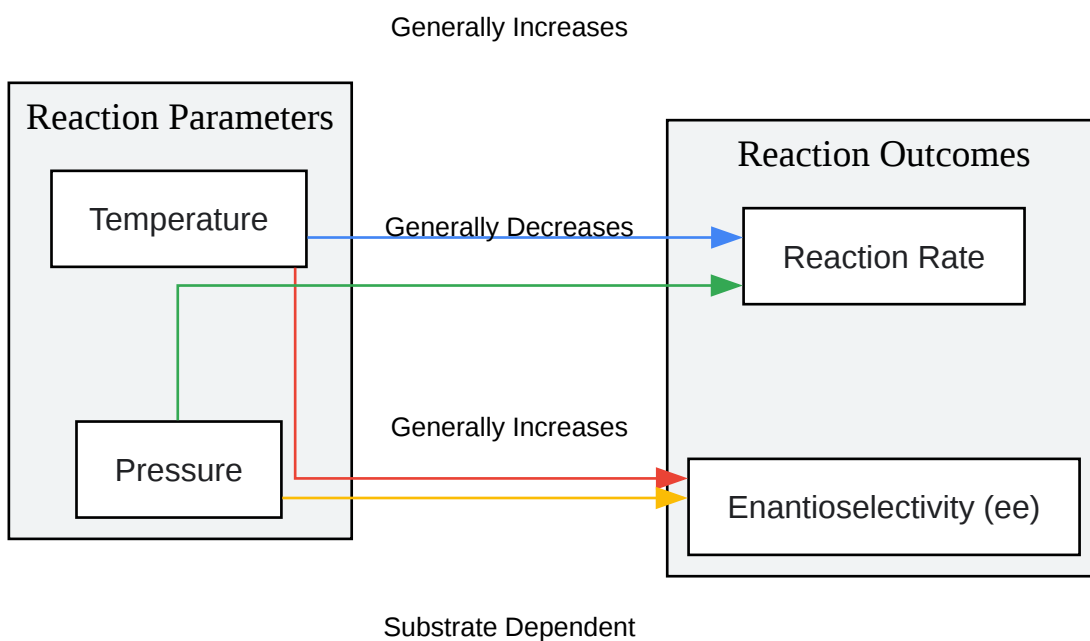 Generally Increases
Reaction Parameters
Reaction Outcomes
Temperature
Generally Decreases
Reaction Rate
Generally Increases
Pressure
Enantioselectivity (ee)
Substrate Dependent